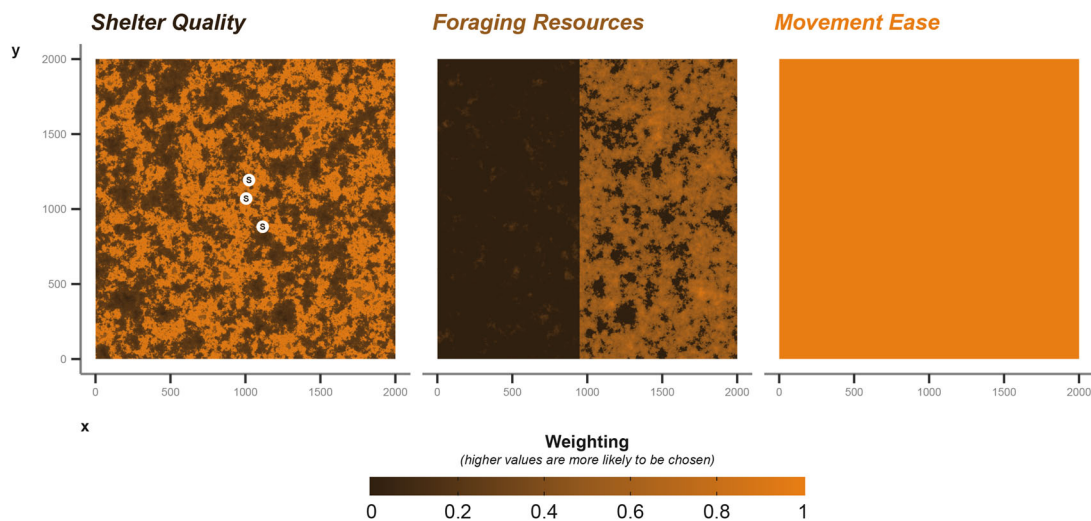 Shelter Quality
Foraging Resources
Movement Ease
y
2000
1500
1000
500
0
S
S
S
0 500 1000 1500 2000
0 500 1000 1500 2000
0 500 1000 1500 2000
x
Weighting
(higher values are more likely to be chosen)
0 0.2 0.4 0.6 0.8 1